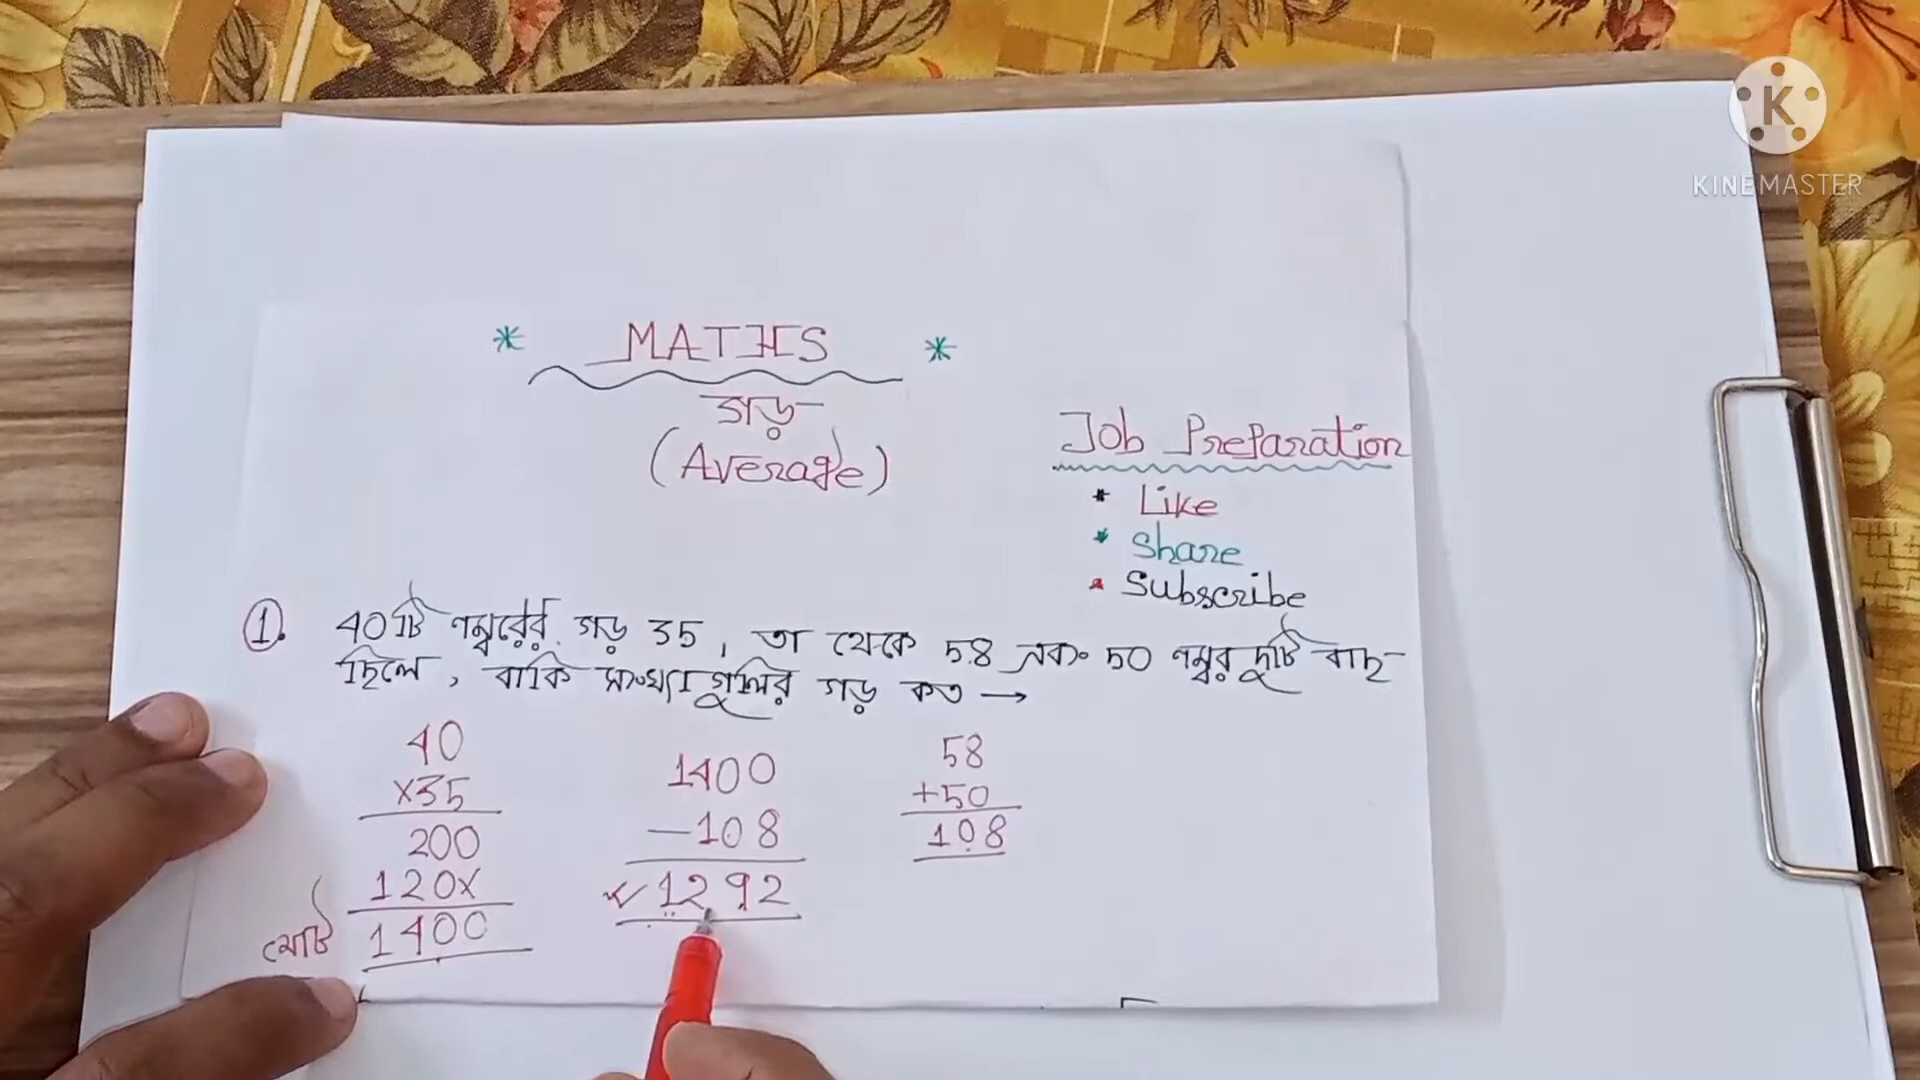 K
KINEMASTER
* MATHS *
গড়
(Average)
Job Preparation
* Like
* Share
* Subscribe
1. 40টি নম্বরের গড় 35, তা থেকে 58 এবং 50 নম্বর দুটি বাদ
ছিলে, বাকি সংখ্যাগুলির গড় কত →
40
×35
200
120×
মোট 1400
1400
—108
1292
58
+50
108